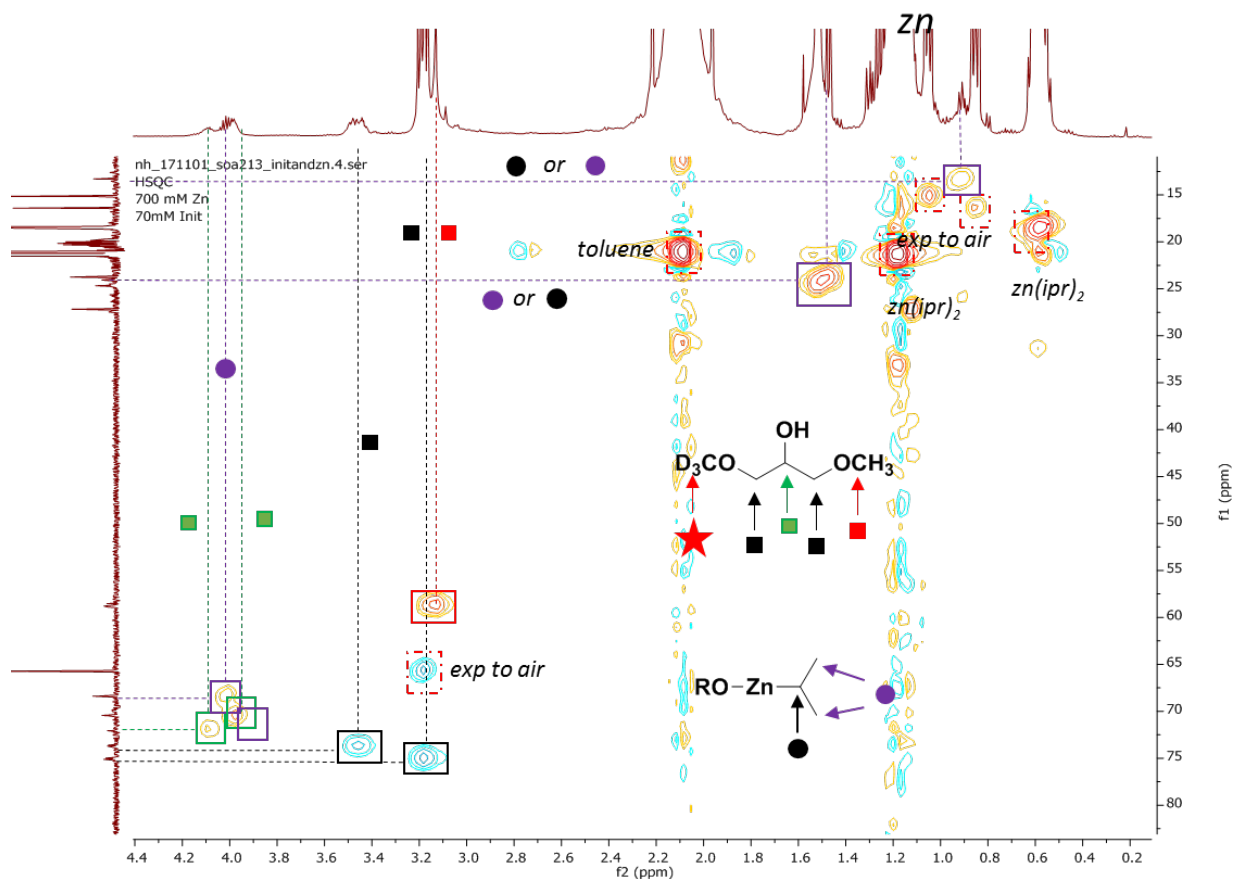 zn
nh_171101_soa213_initandzn.4.ser
HSQC
700 mM Zn
70mM Init
or
toluene
exp to air
or
zn(ipr)2
zn(ipr)2
OH
D3CO
OCH3
exp to air
RO Zn
15
20
25
30
35
40
45
50
55
60
65
70
75
80
f1 (ppm)
4.4 4.2 4.0 3.8 3.6 3.4 3.2 3.0 2.8 2.6 2.4 2.2 2.0 1.8 1.6 1.4 1.2 1.0 0.8 0.6 0.4 0.2
f2 (ppm)